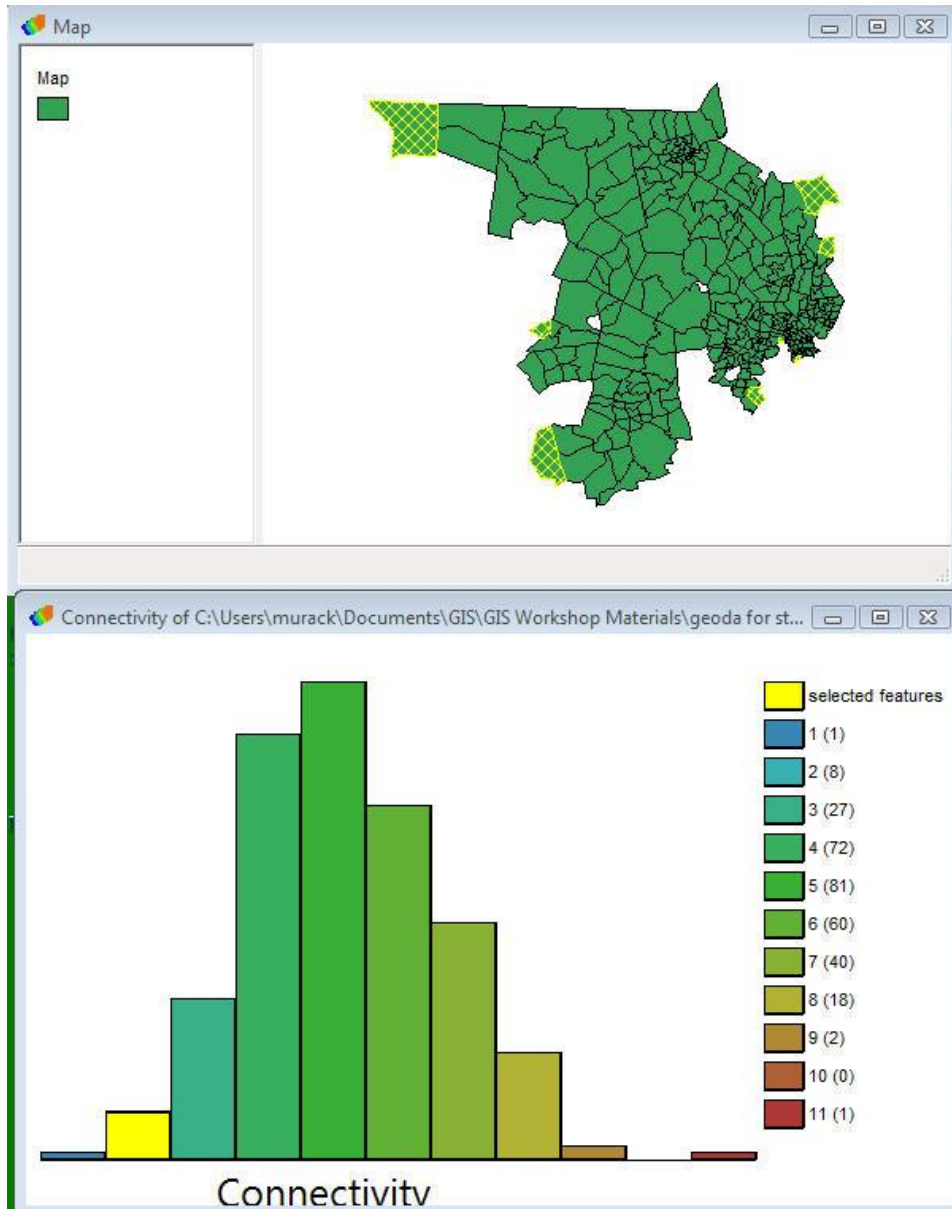 Map
Map
Connectivity of C:\Users\murack\Documents\GIS\GIS Workshop Materials\geoda for st...
selected features
1 (1)
2 (8)
3 (27)
4 (72)
5 (81)
6 (60)
7 (40)
8 (18)
9 (2)
10 (0)
11 (1)
Connectivity